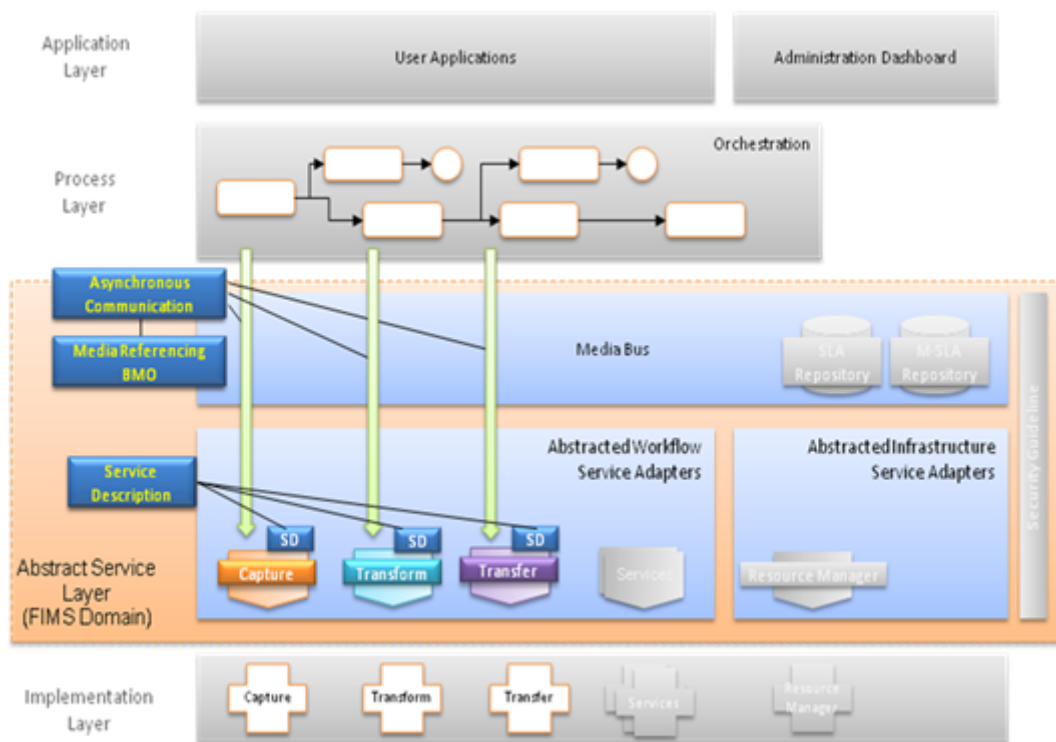 Application
Layer
User Applications
Administration Dashboard
Process
Layer
Orchestration
Asynchronous
Communication
Media Referencing
BMO
Media Bus
SLA
Repository
M-SLA
Repository
Security Guideline
Service
Description
Abstracted Workflow
Service Adapters
Abstracted Infrastructure
Service Adapters
SD
SD
SD
Capture
Transform
Transfer
Services
Resource Manager
Abstract Service
Layer
(FIMS Domain)
Implementation
Layer
Capture
Transform
Transfer
Services
Resource
Manager